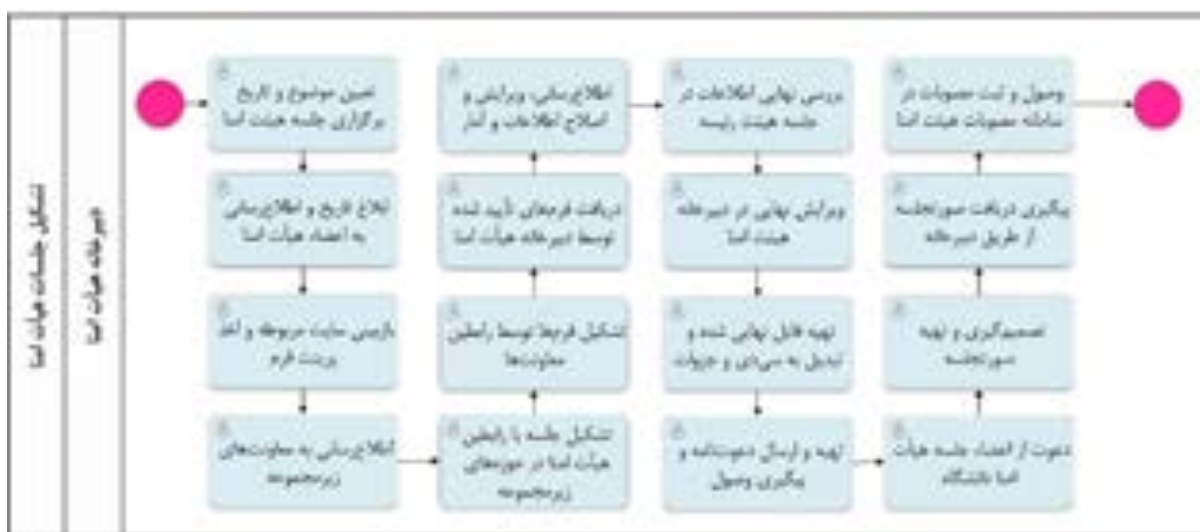 تشکیل جلسات هیأت امنا
دبیرخانه هیأت امنا
تعیین موضوع و تاریخ
برگزاری جلسه هیئت امنا
ابلاغ تاریخ و اطلاع‌رسانی
به اعضاء هیأت امنا
بازبینی سایت مربوطه و اخذ
پرینت فرم
اطلاع‌رسانی به معاونت‌های
زیرمجموعه
تشکیل جلسه با رابطین
هیأت امنا در حوزه‌های
زیرمجموعه
تشکیل فرم‌ها توسط رابطین
معاونت‌ها
دریافت فرم‌های تأیید شده
توسط دبیرخانه هیأت امنا
اطلاع‌رسانی، ویرایش و
اصلاح اطلاعات و آمار
بررسی نهایی اطلاعات در
جلسه هیئت رئیسه
ویرایش نهایی در دبیرخانه
هیئت امنا
تهیه فایل نهایی شده و
تبدیل به سی‌دی و جزوات
تهیه و ارسال دعوت‌نامه و
پیگیری وصول
دعوت از اعضاء جلسه هیأت
امنا دانشگاه
تصمیم‌گیری و تهیه
صورتجلسه
پیگیری دریافت صورتجلسه
از طریق دبیرخانه
وصول و ثبت مصوبات در
سامانه مصوبات هیئت امنا